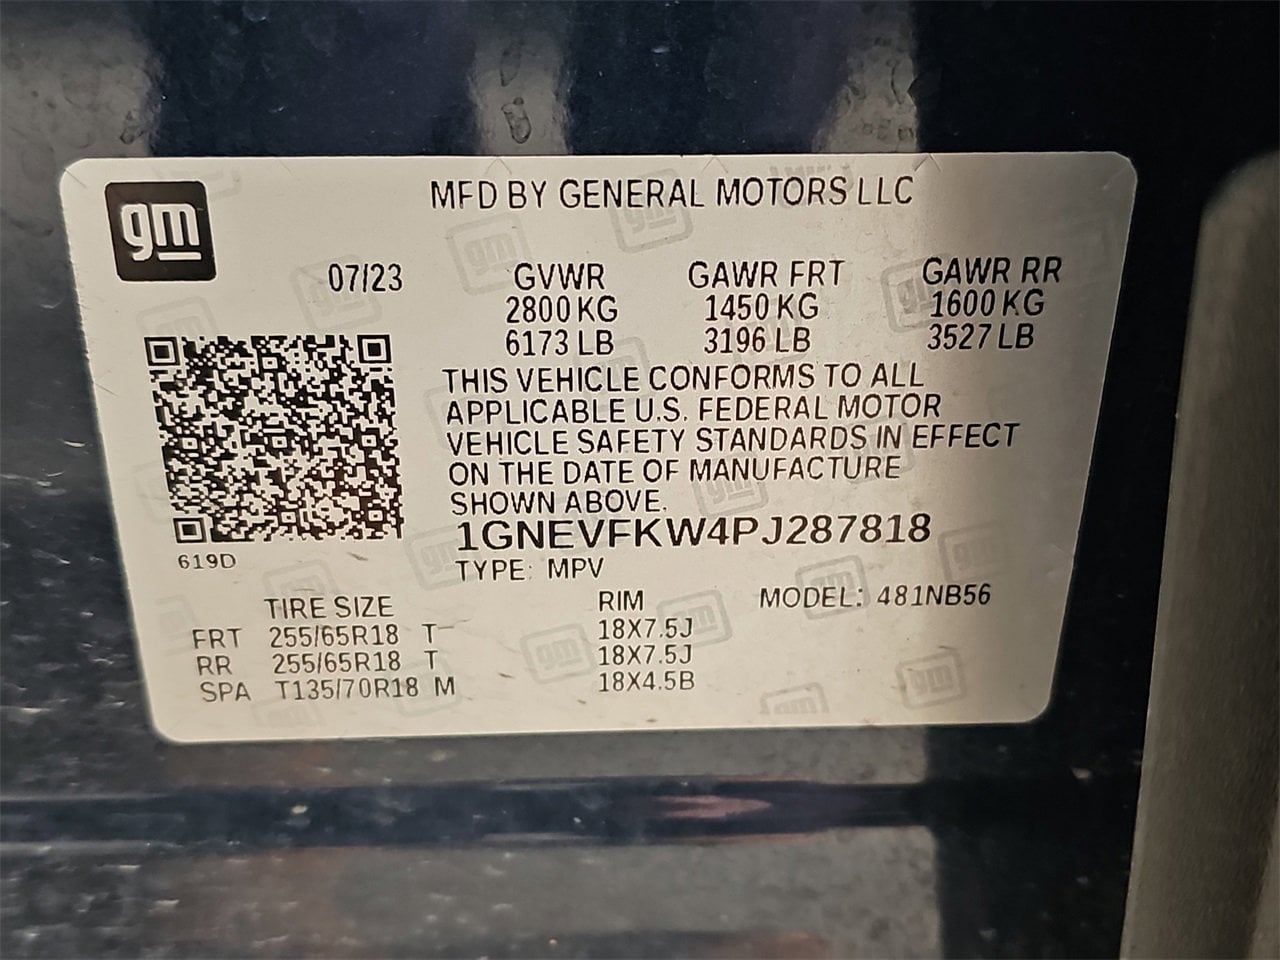 gm
MFD BY GENERAL MOTORS LLC
07/23 GVWR GAWR FRT GAWR RR
2800 KG 1450 KG 1600 KG
6173 LB 3196 LB 3527 LB
THIS VEHICLE CONFORMS TO ALL
APPLICABLE U.S. FEDERAL MOTOR
VEHICLE SAFETY STANDARDS IN EFFECT
ON THE DATE OF MANUFACTURE
SHOWN ABOVE.
1GNEVFKW4PJ287818
619D
TYPE: MPV
TIRE SIZE RIM MODEL: 481NB56
FRT 255/65R18 T 18X7.5J
RR 255/65R18 T 18X7.5J
SPA T135/70R18 M 18X4.5B